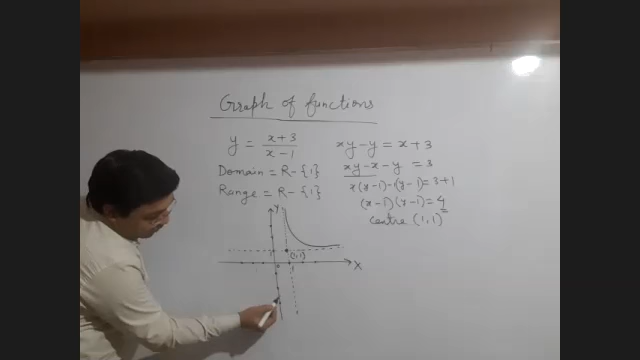 Graph of functions
y = x+3 / x-1
Domain = R - {1}
Range = R - {1}
xy - y = x + 3
xy - x - y = 3
x(y-1) -1(y-1) = 3+1
(x-1)(y-1) = 4
centre (1,1)
Y
(1,1)
X